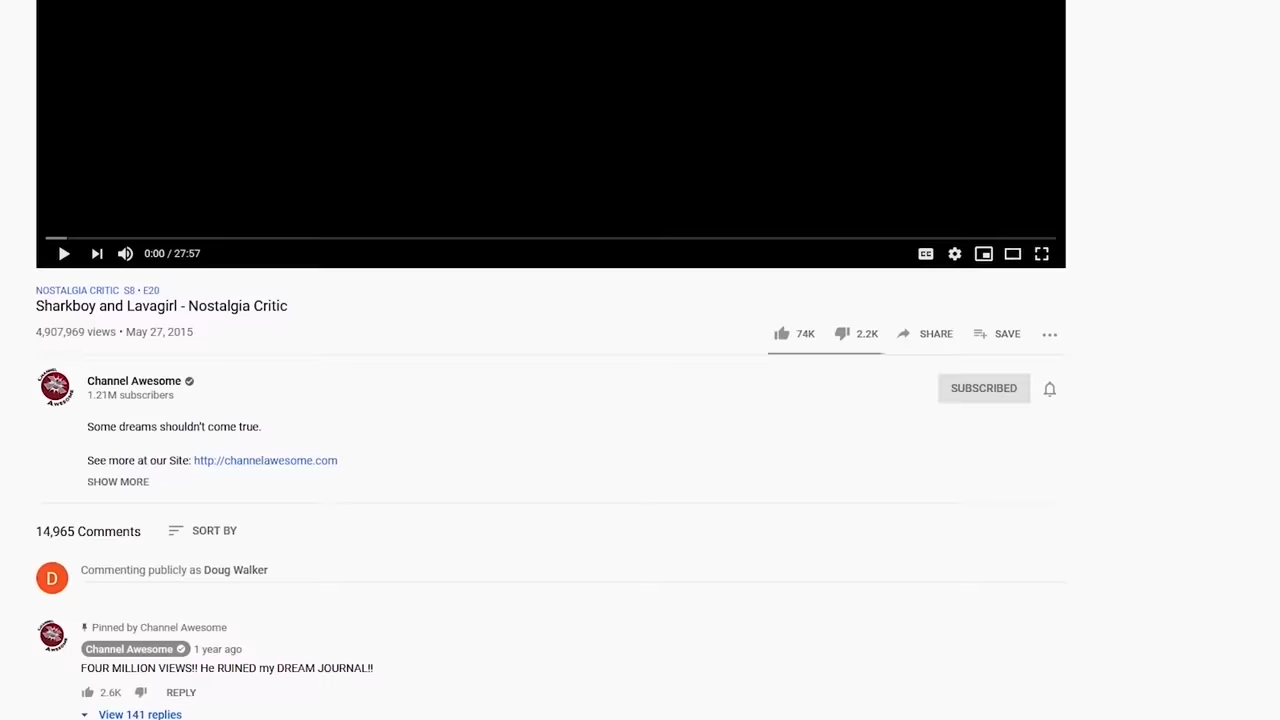 0:00 / 27:57
NOSTALGIA CRITIC S8 • E20
Sharkboy and Lavagirl - Nostalgia Critic
4,907,969 views • May 27, 2015
74K 2.2K SHARE SAVE
Channel Awesome
1.21M subscribers
SUBSCRIBED
Some dreams shouldn't come true.
See more at our Site: http://channelawesome.com
SHOW MORE
14,965 Comments SORT BY
D
Commenting publicly as Doug Walker
Pinned by Channel Awesome
Channel Awesome 1 year ago
FOUR MILLION VIEWS!! He RUINED my DREAM JOURNAL!!
2.6K REPLY
View 141 replies